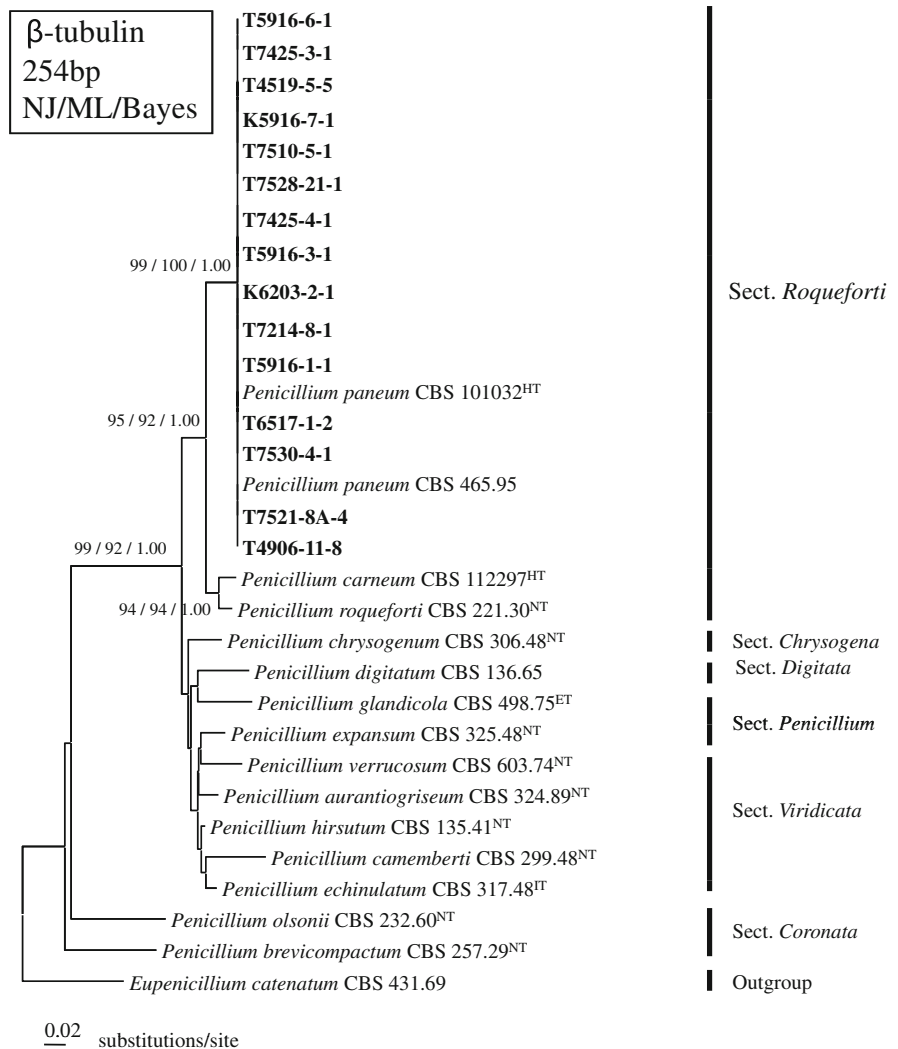 β-tubulin
254bp
NJ/ML/Bayes
T5916-6-1
T7425-3-1
T4519-5-5
K5916-7-1
T7510-5-1
T7528-21-1
T7425-4-1
T5916-3-1
99 / 100 / 1.00
K6203-2-1
Sect. Roqueforti
T7214-8-1
T5916-1-1
Penicillium paneum CBS 101032HT
95 / 92 / 1.00
T6517-1-2
T7530-4-1
Penicillium paneum CBS 465.95
T7521-8A-4
99 / 92 / 1.00
T4906-11-8
Penicillium carneum CBS 112297HT
94 / 94 / 1.00
Penicillium roqueforti CBS 221.30NT
Penicillium chrysogenum CBS 306.48NT
Sect. Chrysogena
Penicillium digitatum CBS 136.65
Sect. Digitata
Penicillium glandicola CBS 498.75ET
Sect. Penicillium
Penicillium expansum CBS 325.48NT
Penicillium verrucosum CBS 603.74NT
Penicillium aurantiogriseum CBS 324.89NT
Sect. Viridicata
Penicillium hirsutum CBS 135.41NT
Penicillium camemberti CBS 299.48NT
Penicillium echinulatum CBS 317.48IT
Penicillium olsonii CBS 232.60NT
Sect. Coronata
Penicillium brevicompactum CBS 257.29NT
Eupenicillium catenatum CBS 431.69
Outgroup
0.02 substitutions/site